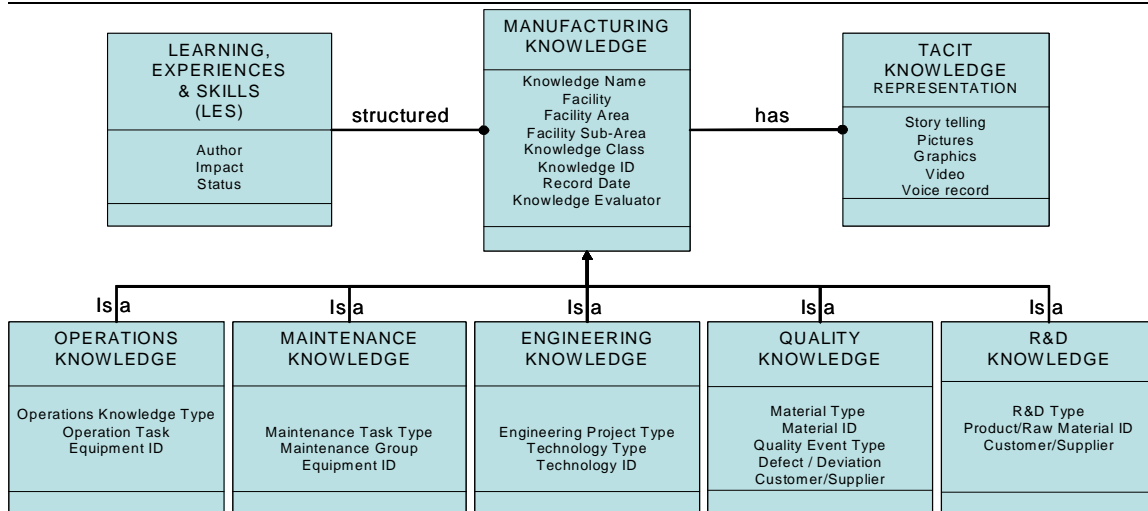 LEARNING,
EXPERIENCES
& SKILLS
(LES)
Author
Impact
Status
structured
MANUFACTURING
KNOWLEDGE
Knowledge Name
Facility
Facility Area
Facility Sub-Area
Knowledge Class
Knowledge ID
Record Date
Knowledge Evaluator
has
TACIT
KNOWLEDGE
REPRESENTATION
Story telling
Pictures
Graphics
Video
Voice record
Is a
Is a
Is a
Is a
Is a
OPERATIONS
KNOWLEDGE
Operations Knowledge Type
Operation Task
Equipment ID
MAINTENANCE
KNOWLEDGE
Maintenance Task Type
Maintenance Group
Equipment ID
ENGINEERING
KNOWLEDGE
Engineering Project Type
Technology Type
Technology ID
QUALITY
KNOWLEDGE
Material Type
Material ID
Quality Event Type
Defect / Deviation
Customer/Supplier
R&D
KNOWLEDGE
R&D Type
Product/Raw Material ID
Customer/Supplier